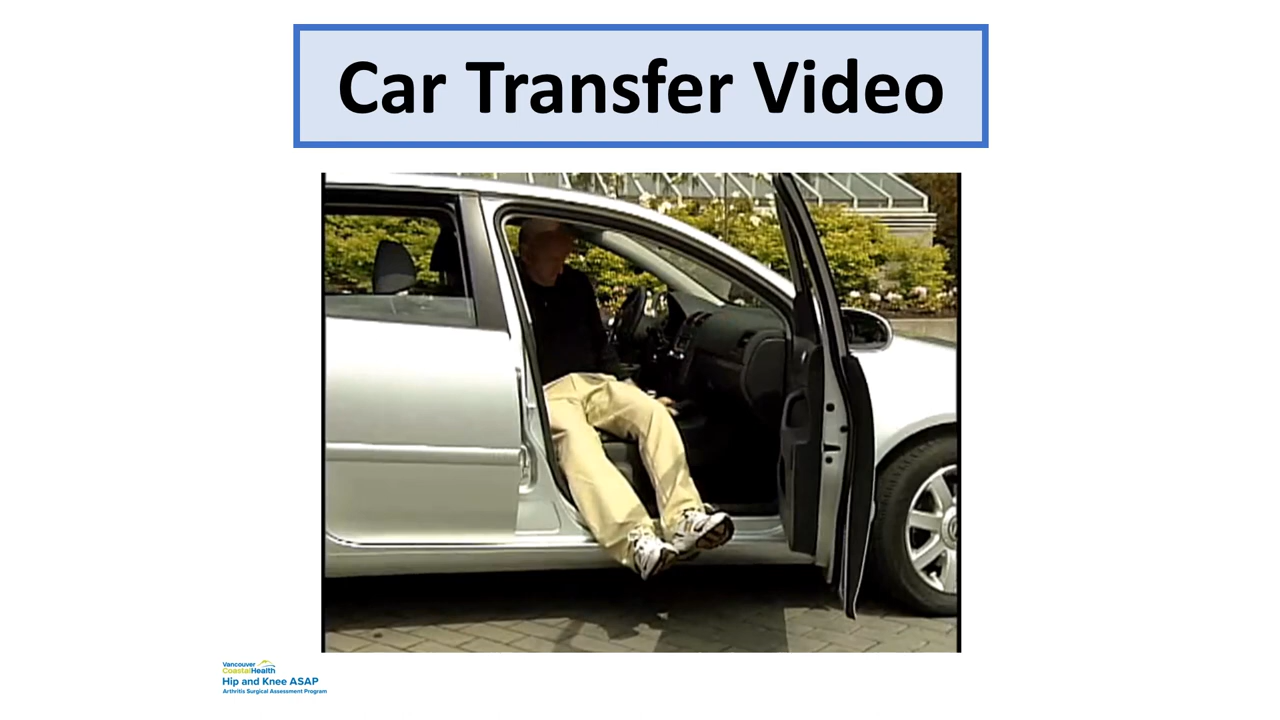 Car Transfer Video
Vancouver
CoastalHealth
Hip and Knee ASAP
Arthritis Surgical Assessment Program